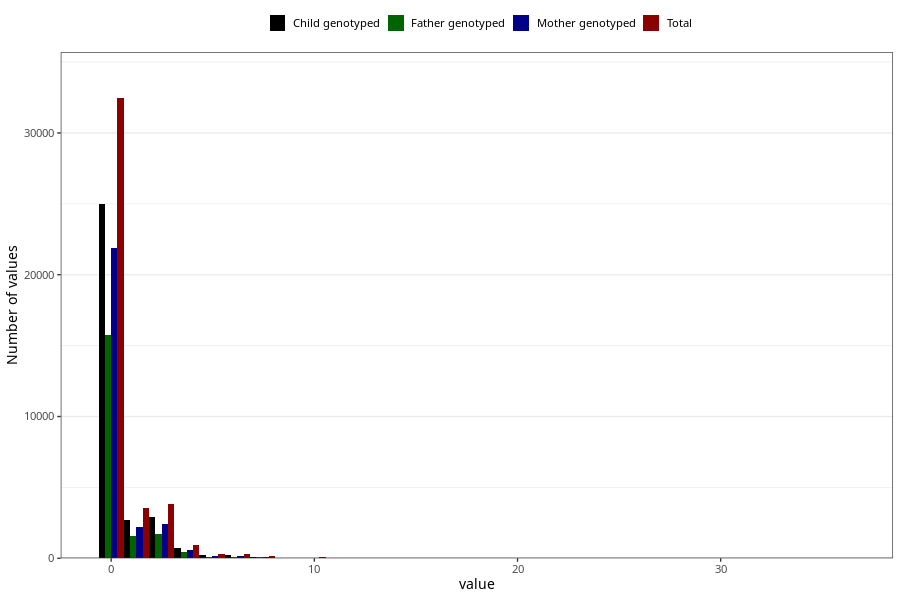 Child genotyped Father genotyped Mother genotyped Total
Number of values
30000
20000
10000
0
0 10 20 30
value